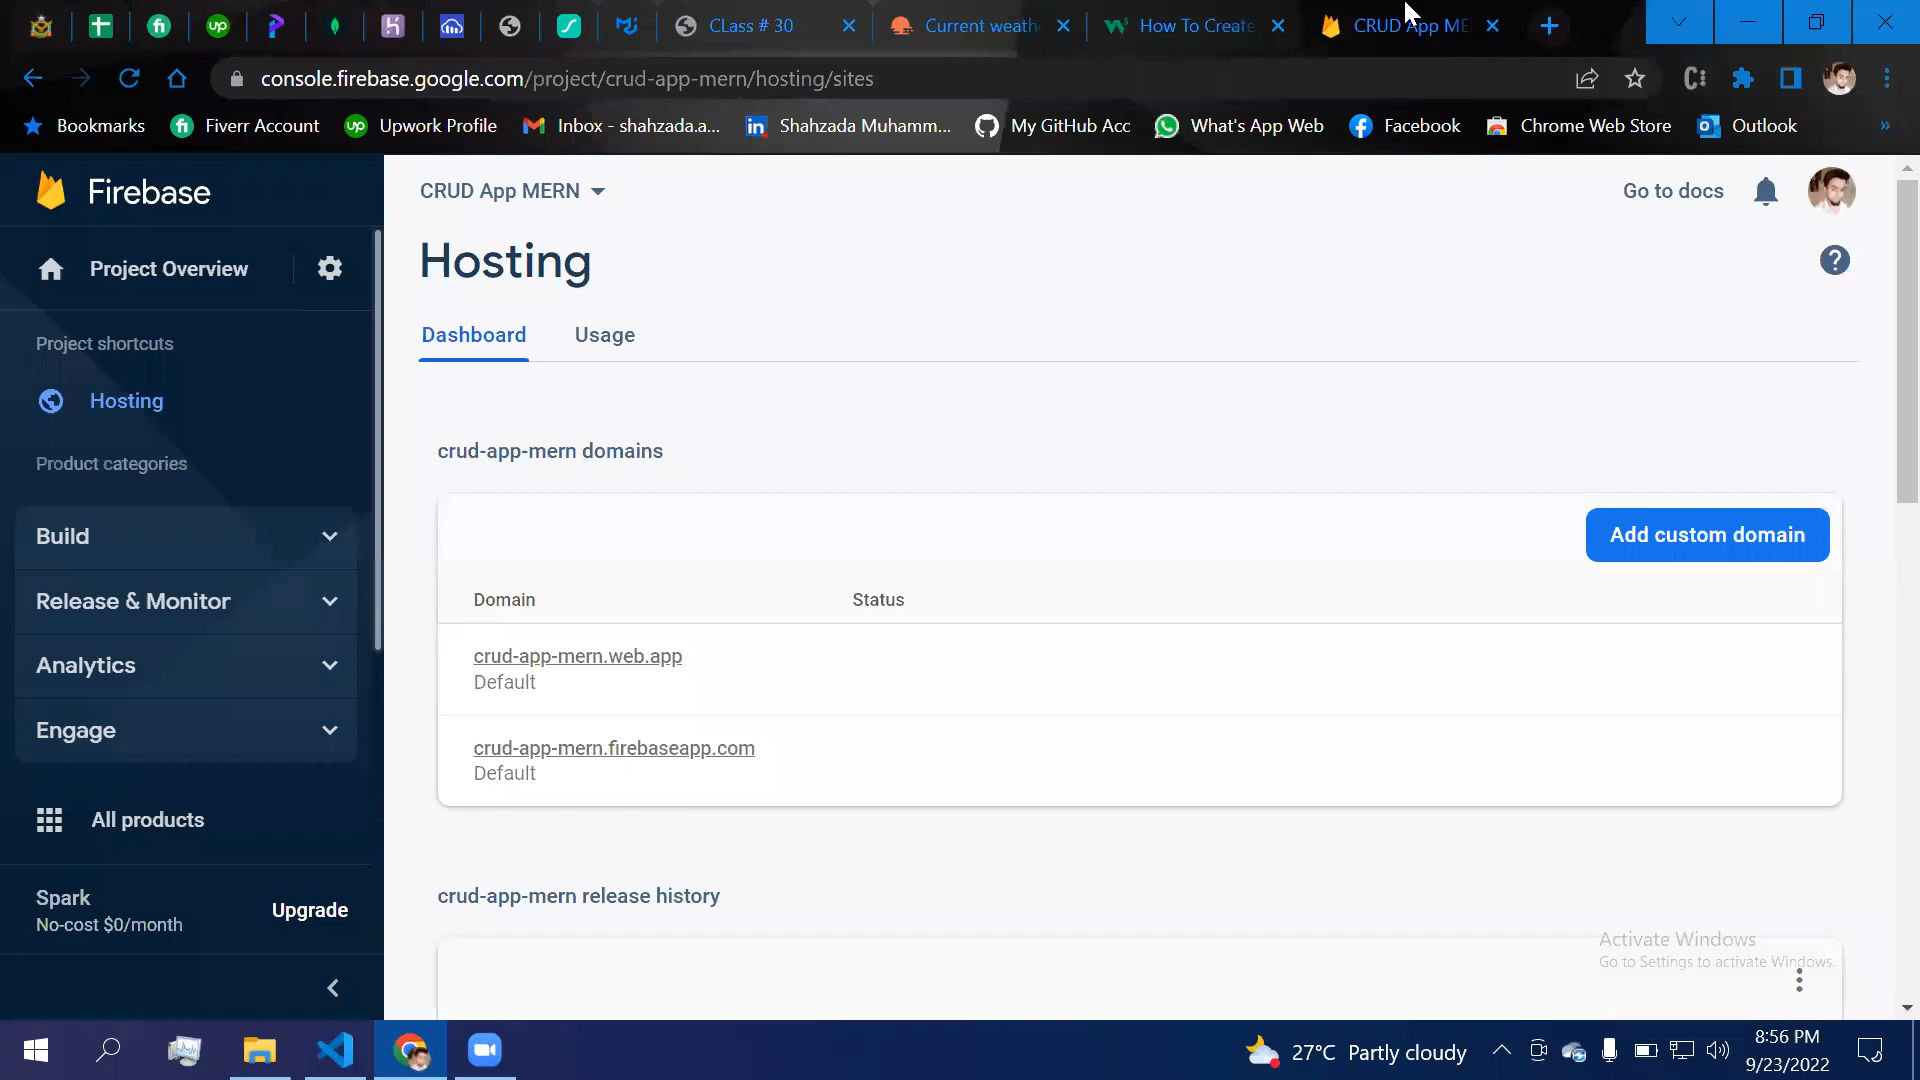 CLass # 30
Current weath
How To Create
CRUD App ME
console.firebase.google.com/project/crud-app-mern/hosting/sites
Bookmarks
Fiverr Account
Upwork Profile
Inbox - shahzada.a...
Shahzada Muhamm...
My GitHub Acc
What's App Web
Facebook
Chrome Web Store
Outlook
Firebase
CRUD App MERN
Go to docs
Project Overview
Hosting
Dashboard
Usage
Project shortcuts
Hosting
Product categories
Build
Release & Monitor
Analytics
Engage
All products
Spark
No-cost $0/month
Upgrade
crud-app-mern domains
Add custom domain
Domain
Status
crud-app-mern.web.app
Default
crud-app-mern.firebaseapp.com
Default
crud-app-mern release history
Activate Windows
Go to Settings to activate Windows.
27°C Partly cloudy
8:56 PM
9/23/2022